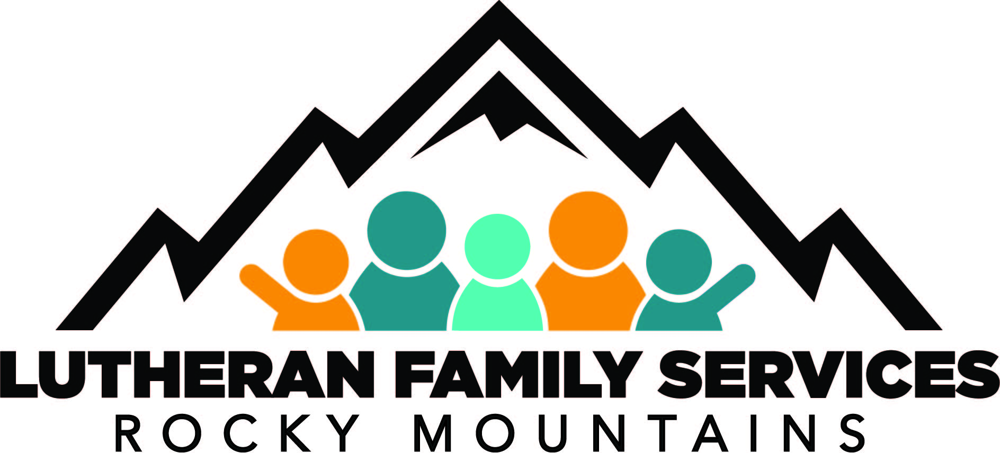 LUTHERAN FAMILY SERVICES
ROCKY MOUNTAINS